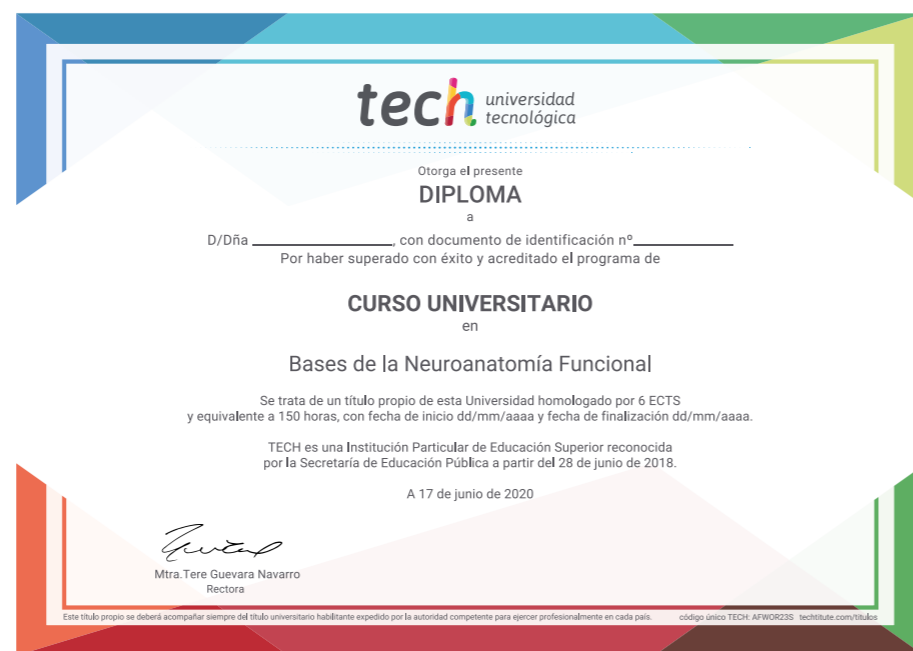 tech universidad
tecnológica
Otorga el presente
DIPLOMA
a
D/Dña ______________, con documento de identificación nº__________
Por haber superado con éxito y acreditado el programa de
CURSO UNIVERSITARIO
en
Bases de la Neuroanatomía Funcional
Se trata de un título propio de esta Universidad homologado por 6 ECTS
y equivalente a 150 horas, con fecha de inicio dd/mm/aaaa y fecha de finalización dd/mm/aaaa.
TECH es una Institución Particular de Educación Superior reconocida
por la Secretaría de Educación Pública a partir del 28 de junio de 2018.
A 17 de junio de 2020
Mtra.Tere Guevara Navarro
Rectora
Este título propio se deberá acompañar siempre del título universitario habilitante expedido por la autoridad competente para ejercer profesionalmente en cada país. código único TECH: AFWOR23S techtitute.com/titulos